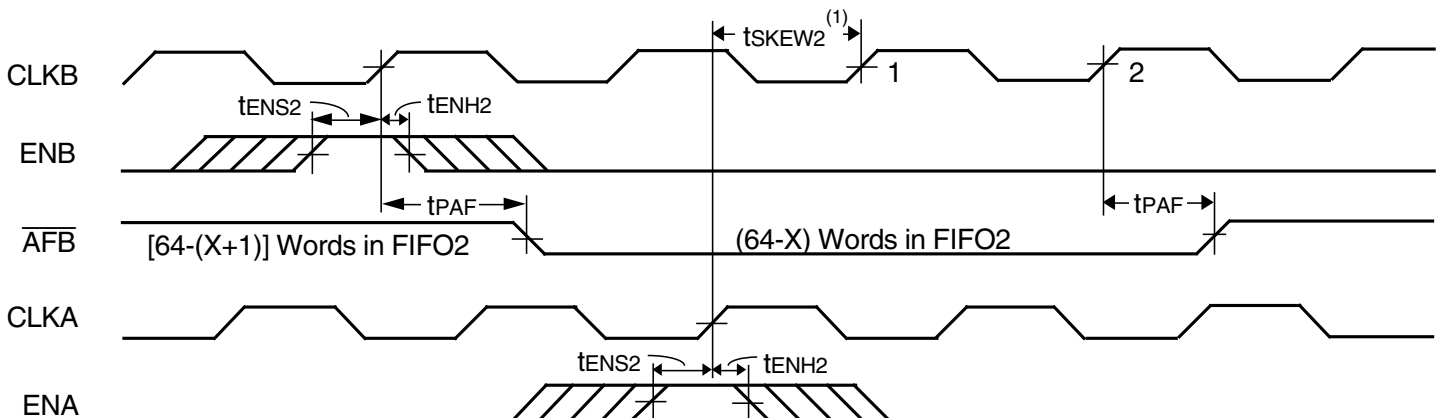 (1)
tSKEW2
CLKB
1
2
tENS2
tENH2
ENB
tPAF
tPAF
AFB
[64-(X+1)] Words in FIFO2
(64-X) Words in FIFO2
CLKA
tENS2
tENH2
ENA